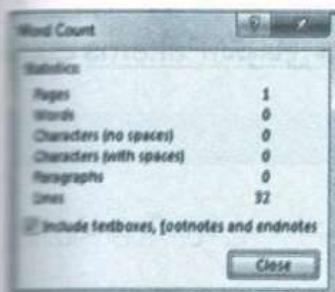 Word Count
Statistics
Pages 1
Words 0
Characters (no spaces) 0
Characters (with spaces) 0
Paragraphs 0
Lines 32
Include textboxes, footnotes and endnotes
Close